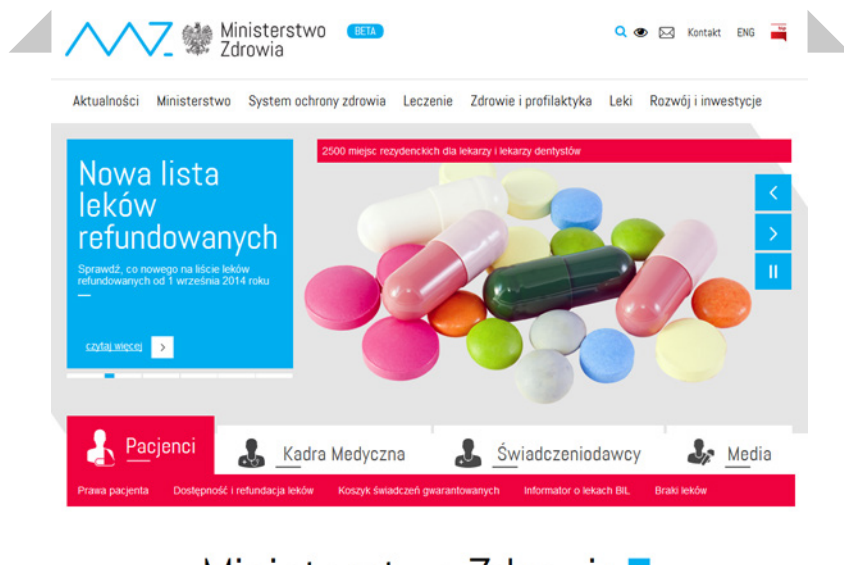 Ministerstwo
Zdrowia
BETA
Kontakt ENG
Aktualności Ministerstwo System ochrony zdrowia Leczenie Zdrowie i profilaktyka Leki Rozwój i inwestycje
2500 miejsc rezydenckich dla lekarzy i lekarzy dentystów
Nowa lista
leków
refundowanych
Sprawdź, co nowego na liście leków
refundowanych od 1 września 2014 roku
czytaj więcej
Pacjenci Kadra Medyczna Świadczeniodawcy Media
Prawa pacjenta Dostępność i refundacja leków Koszyk świadczeń gwarantowanych Informator o lekach BIL Braki leków